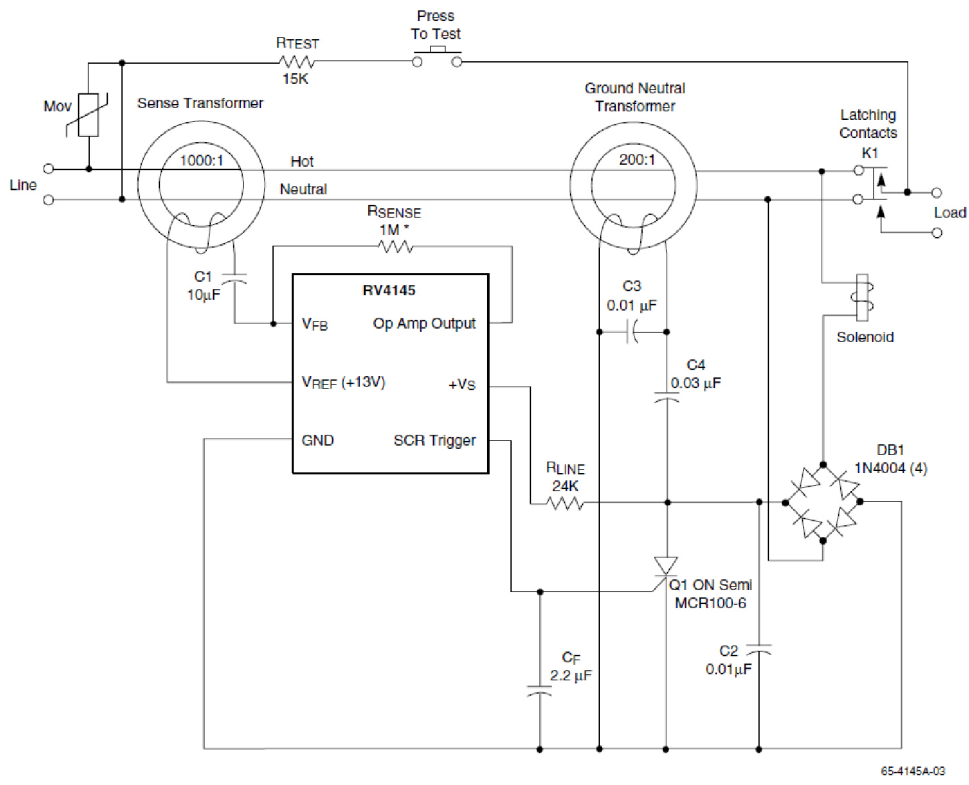 Press
To Test
RTEST
15K
Ground Neutral
Transformer
Mov
Sense Transformer
Latching
Contacts
K1
1000:1
Hot
200:1
Line
Neutral
Load
RSENSE
1M *
C1
10μF
RV4145
C3
0.01 μF
VFB
Op Amp Output
Solenoid
C4
0.03 μF
VREF (+13V)
+VS
GND
SCR Trigger
DB1
1N4004 (4)
RLINE
24K
Q1 ON Semi
MCR100-6
C2
0.01μF
CF
2.2 μF
65-4145A-03